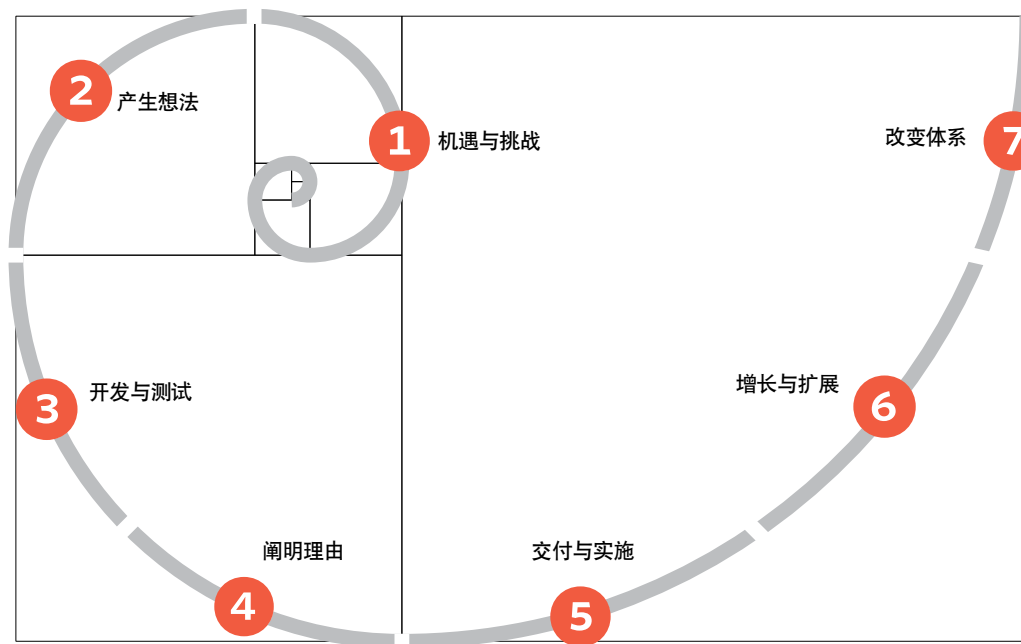 1 机遇与挑战
2 产生想法
3 开发与测试
4 阐明理由
5 交付与实施
6 增长与扩展
7 改变体系